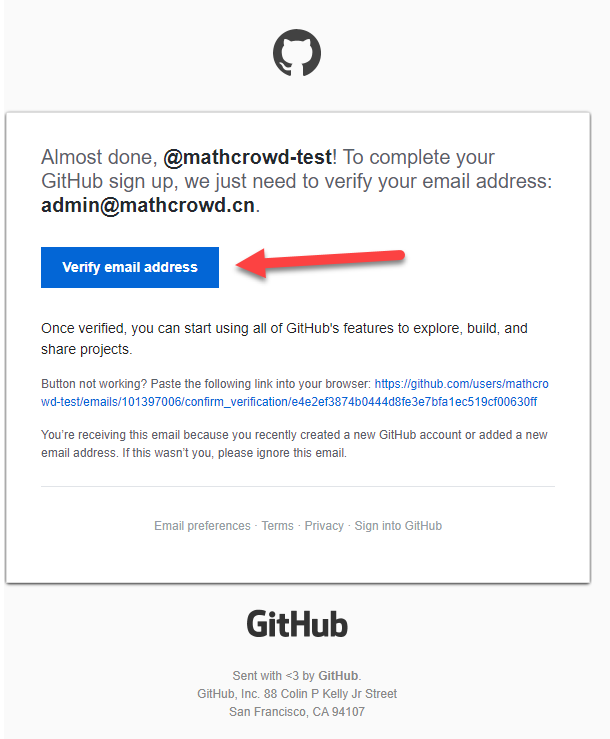 Almost done, @mathcrowd-test! To complete your
GitHub sign up, we just need to verify your email address:
admin@mathcrowd.cn.
Verify email address
Once verified, you can start using all of GitHub's features to explore, build, and
share projects.
Button not working? Paste the following link into your browser: https://github.com/users/mathcro
wd-test/emails/101397006/confirm_verification/e4e2ef3874b0444d8fe3e7bfa1ec519cf00630ff
You’re receiving this email because you recently created a new GitHub account or added a new
email address. If this wasn’t you, please ignore this email.
Email preferences · Terms · Privacy · Sign into GitHub
GitHub
Sent with <3 by GitHub.
GitHub, Inc. 88 Colin P Kelly Jr Street
San Francisco, CA 94107